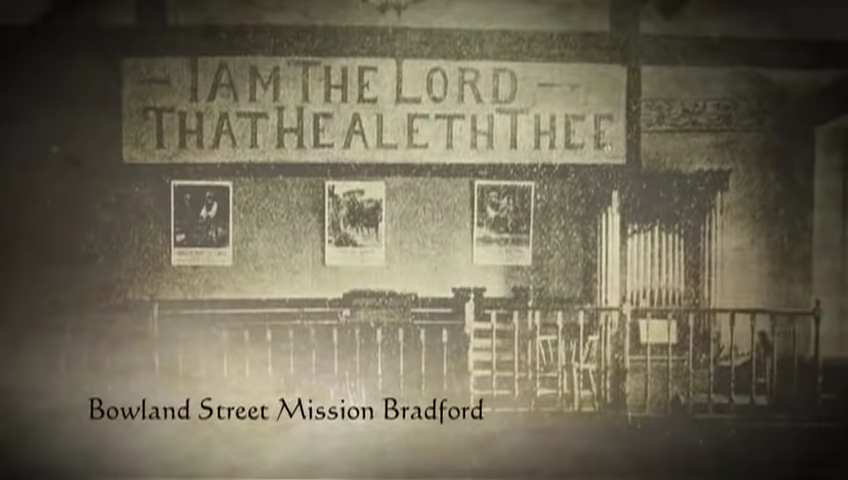 – I AM THE LORD –
THAT HEALETH THEE
Bowland Street Mission Bradford